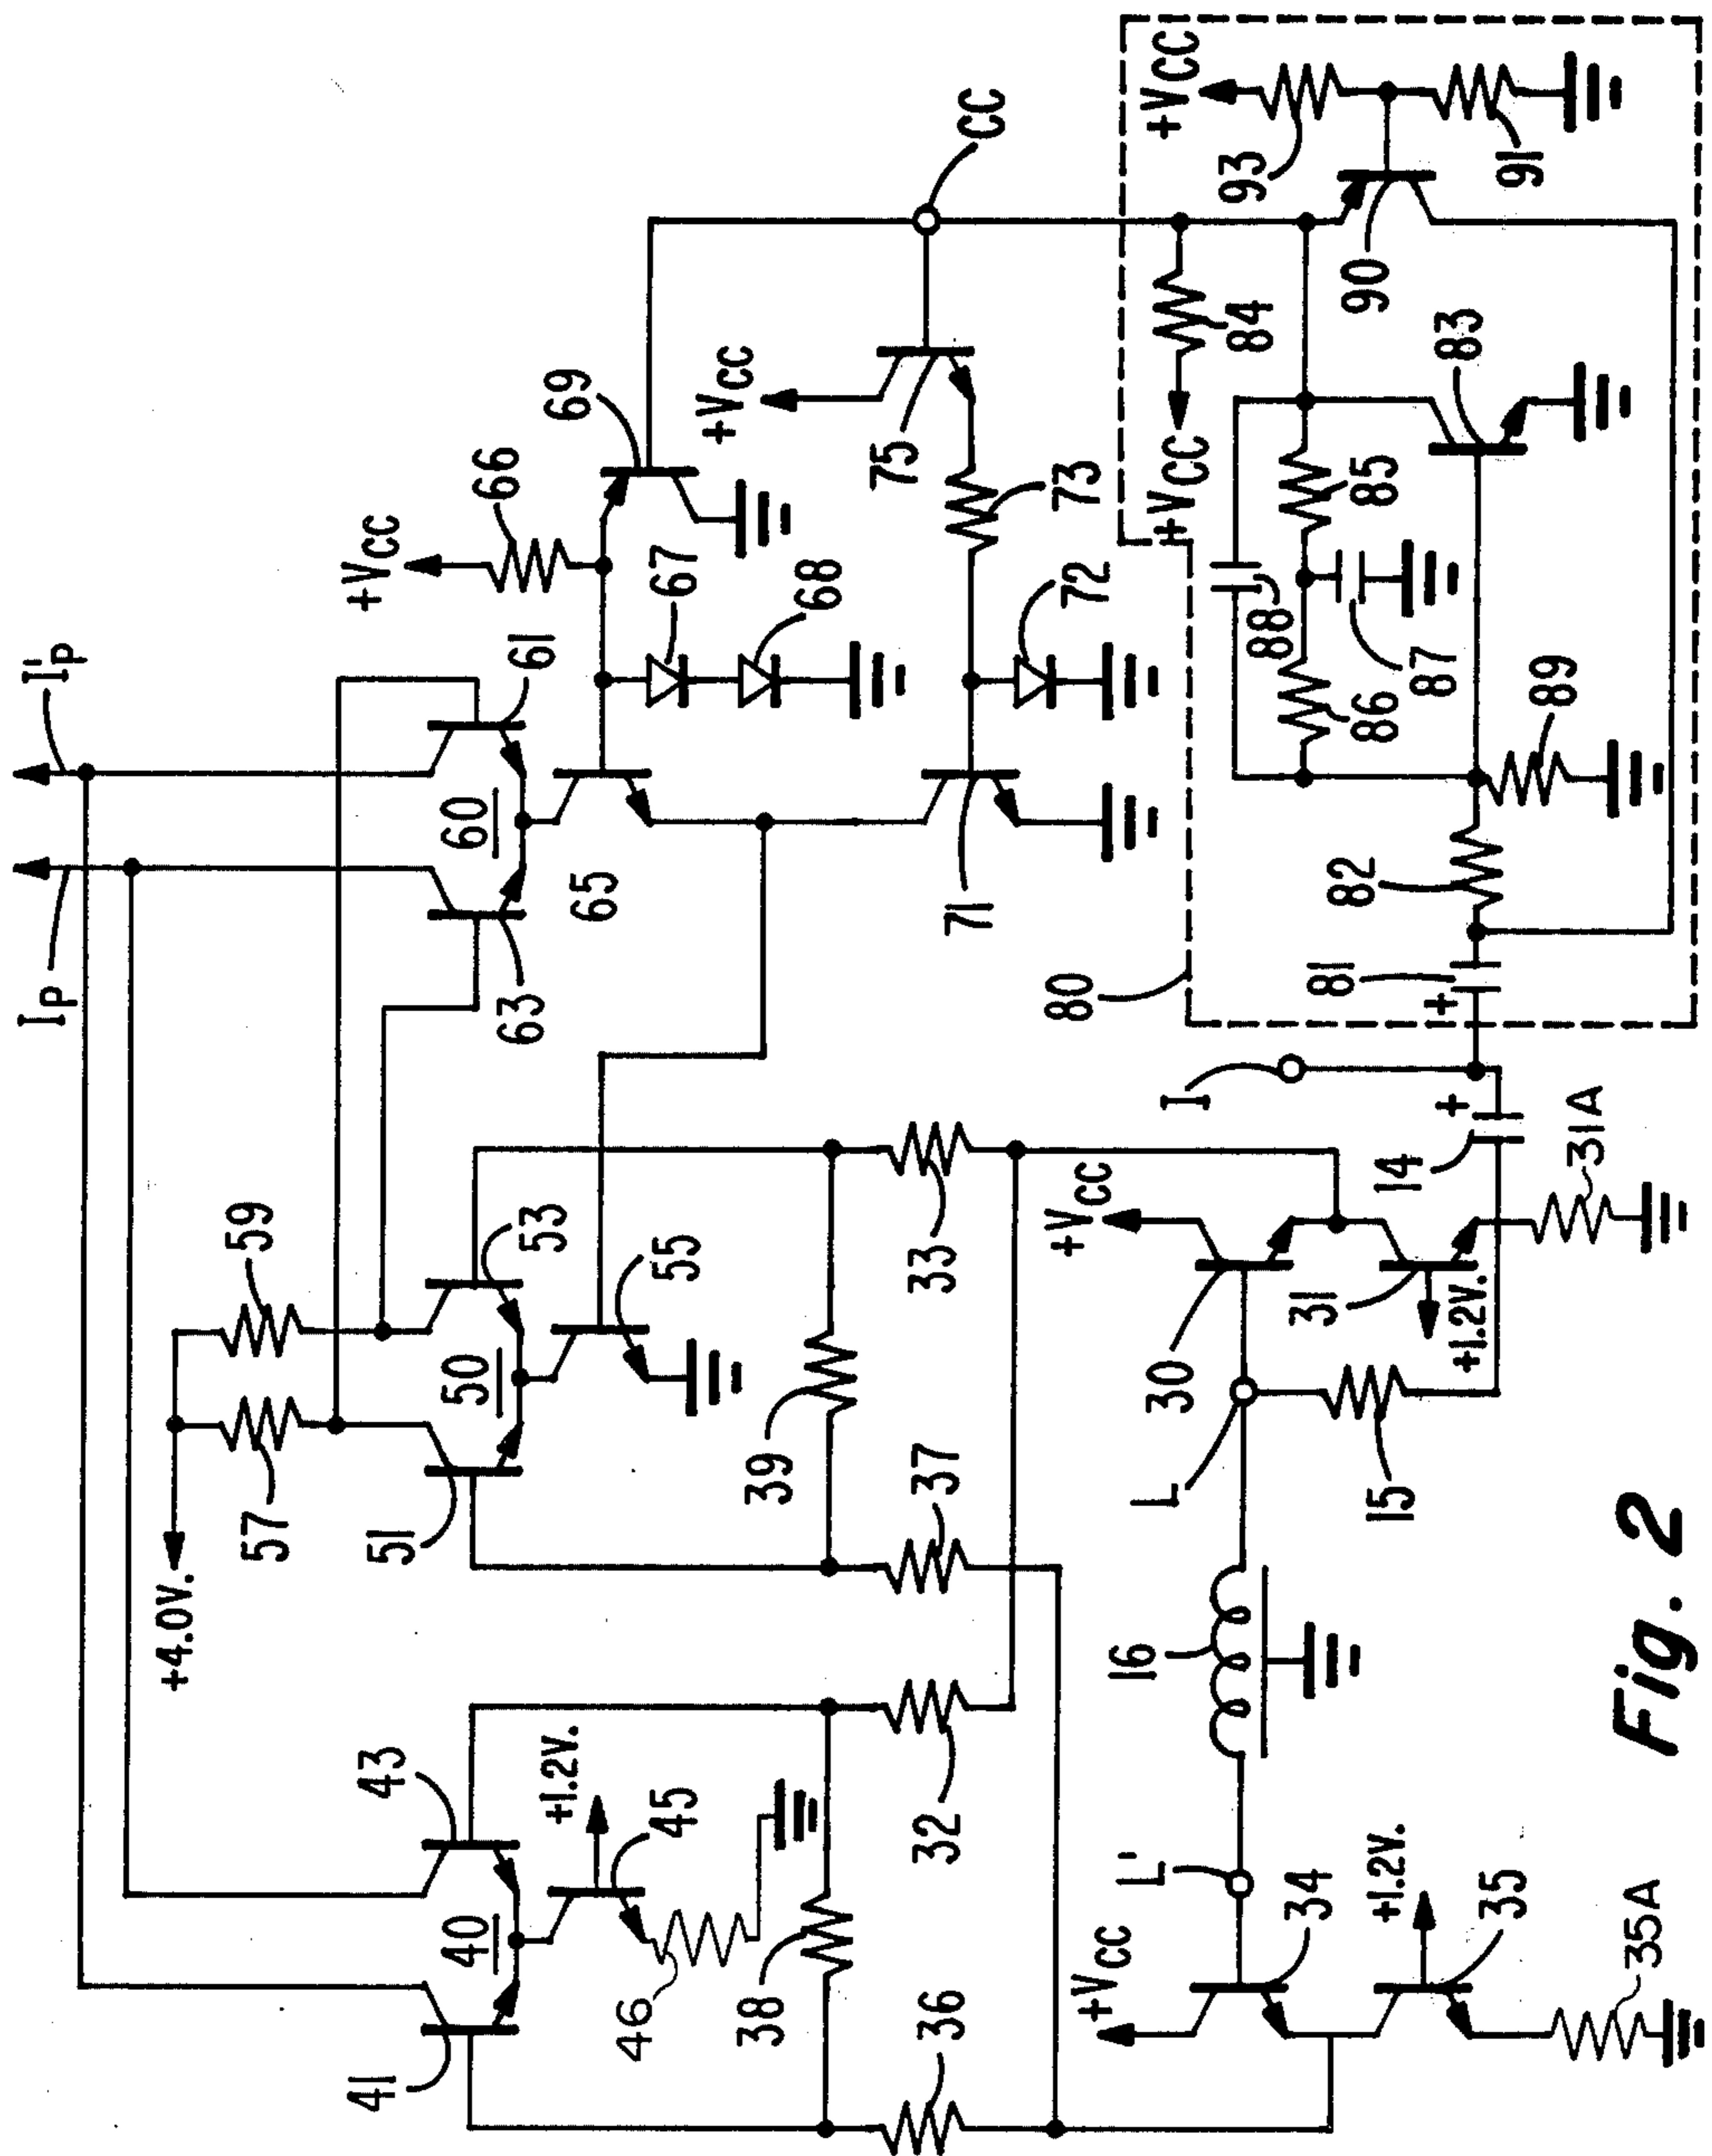 Ip
I'p
+4.0V.
57
59
41
40
43
+1.2V.
45
46
51
50
53
55
63
60
61
65
+VCC
66
67
68
69
38
39
36
32
37
33
71
72
73
75
+VCC
CC
80
I
+VCC
34
L'
35
+1.2V.
35A
16
L
15
30
31
+1.2V.
+VCC
14
+
31A
+
81
82
89
86
87
88
85
83
84
+VCC
90
93
+VCC
91
Fig. 2